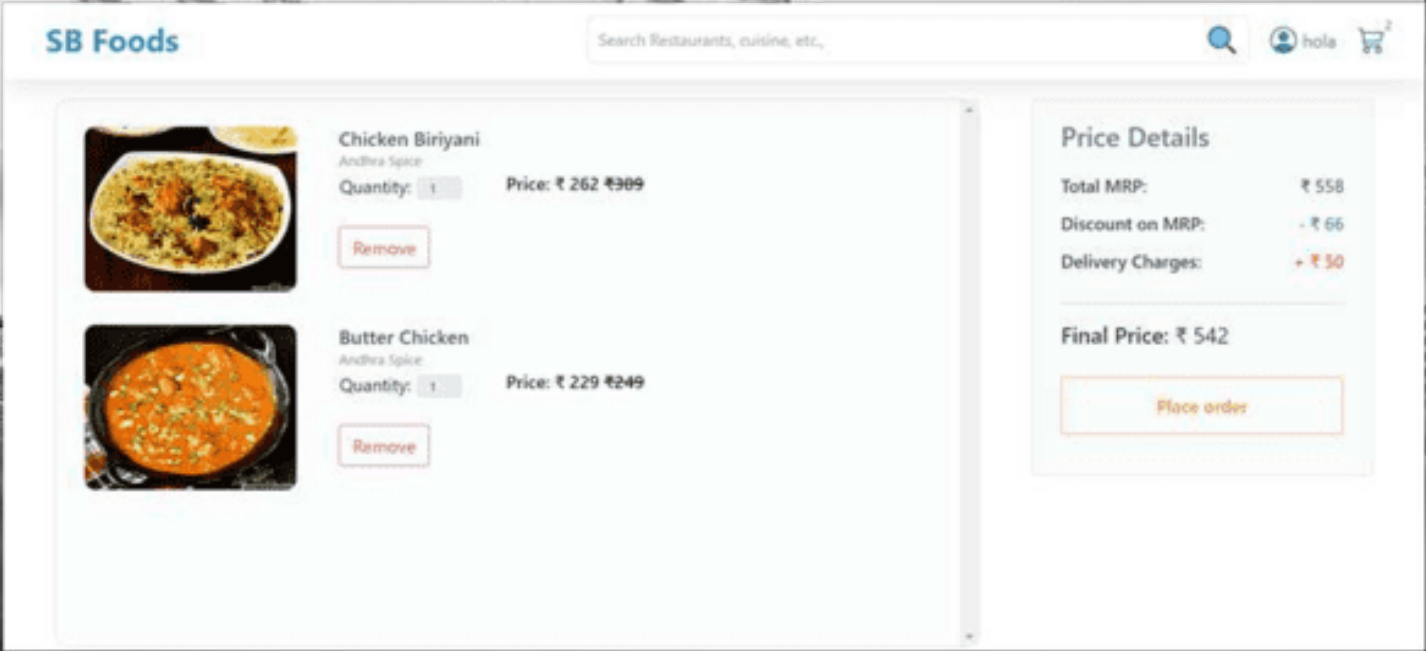 SB Foods
Search Restaurants, cuisine, etc.,
hola
2
Chicken Biriyani
Andhra Spice
Quantity: 1
Price: ₹ 262 ₹309
Remove
Butter Chicken
Andhra Spice
Quantity: 1
Price: ₹ 229 ₹249
Remove
Price Details
Total MRP: ₹ 558
Discount on MRP: - ₹ 66
Delivery Charges: + ₹ 50
Final Price: ₹ 542
Place order